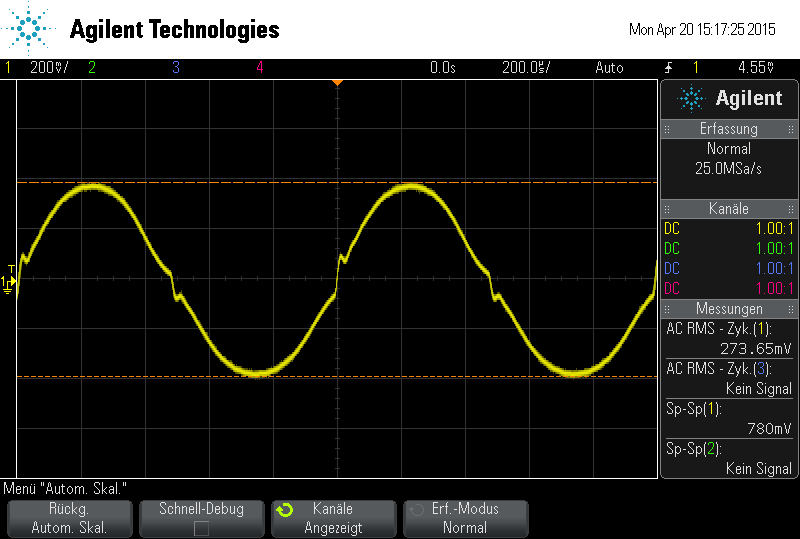 Agilent Technologies
Mon Apr 20 15:17:25 2015
1 200mV/ 2 3 4 0.0s 200.0µs/ Auto 1 4.55mV
Agilent
Erfassung
Normal
25.0MSa/s
Kanäle
DC 1.00:1
DC 1.00:1
DC 1.00:1
DC 1.00:1
Messungen
AC RMS - Zyk.(1):
273.65mV
AC RMS - Zyk.(3):
Kein Signal
Sp-Sp(1):
780mV
Sp-Sp(2):
Kein Signal
T
1
Menü "Autom. Skal."
Rückg.
Autom. Skal.
Schnell-Debug
Kanäle
Angezeigt
Erf.-Modus
Normal